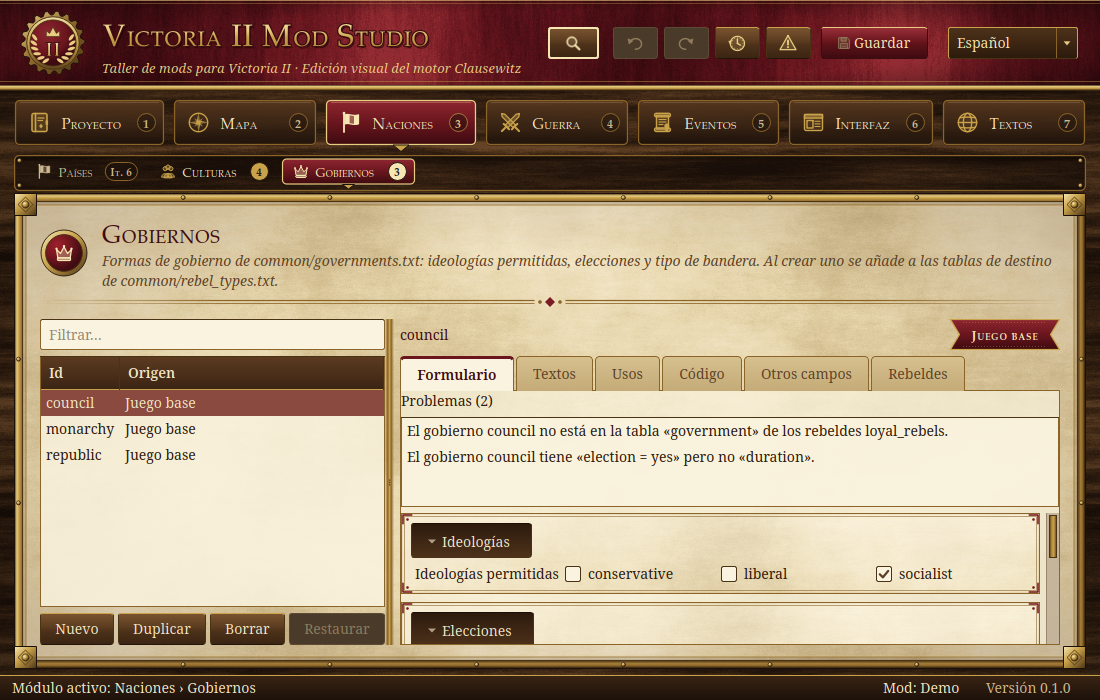 Victoria II Mod Studio
Taller de mods para Victoria II · Edición visual del motor Clausewitz
Guardar
Español
Proyecto 1
Mapa 2
Naciones 3
Guerra 4
Eventos 5
Interfaz 6
Textos 7
Países It. 6
Culturas 4
Gobiernos 3
Gobiernos
Formas de gobierno de common/governments.txt: ideologías permitidas, elecciones y tipo de bandera. Al crear uno se añade a las tablas de destino
de common/rebel_types.txt.
Filtrar...
Id Origen
council Juego base
monarchy Juego base
republic Juego base
Nuevo
Duplicar
Borrar
Restaurar
council
Juego base
Formulario
Textos
Usos
Código
Otros campos
Rebeldes
Problemas (2)
El gobierno council no está en la tabla «government» de los rebeldes loyal_rebels.
El gobierno council tiene «election = yes» pero no «duration».
Ideologías
Ideologías permitidas conservative liberal socialist
Elecciones
Módulo activo: Naciones › Gobiernos
Mod: Demo
Versión 0.1.0